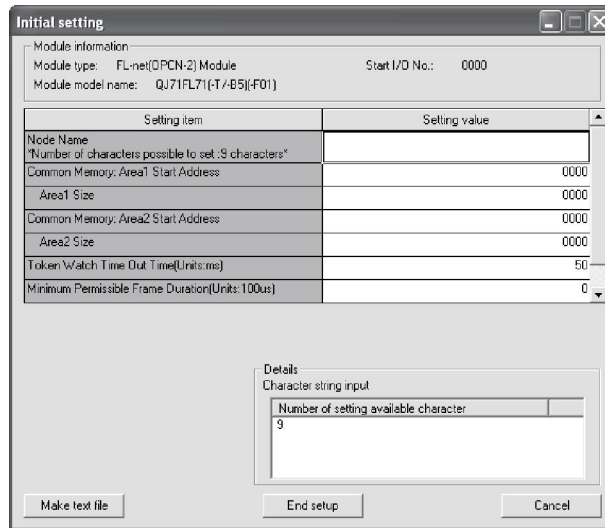 Initial setting
Module information
Module type: FL-net(OPCN-2) Module Start I/O No.: 0000
Module model name: QJ71FL71(-T/-B5)(-F01)
Setting item Setting value
Node Name
*Number of characters possible to set :9 characters*
Common Memory: Area1 Start Address 0000
Area1 Size 0000
Common Memory: Area2 Start Address 0000
Area2 Size 0000
Token Watch Time Out Time(Units:ms) 50
Minimum Permissible Frame Duration(Units:100us) 0
Details
Character string input
Number of setting available character
9
Make text file End setup Cancel